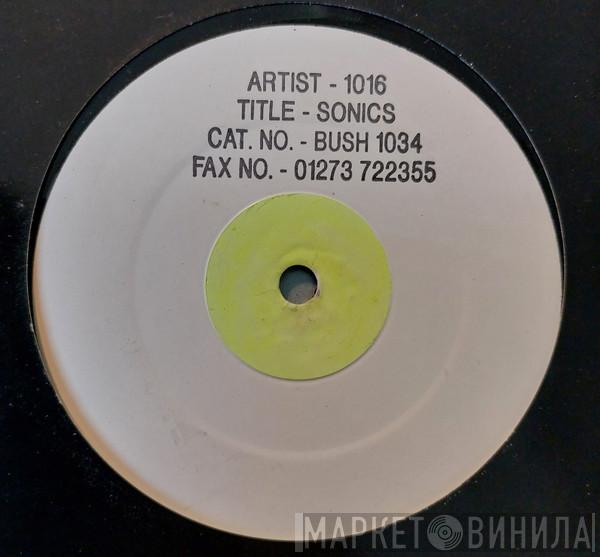 ARTIST - 1016
TITLE - SONICS
CAT. NO. - BUSH 1034
FAX NO. - 01273 722355
МАРКЕТ ВИНИЛА